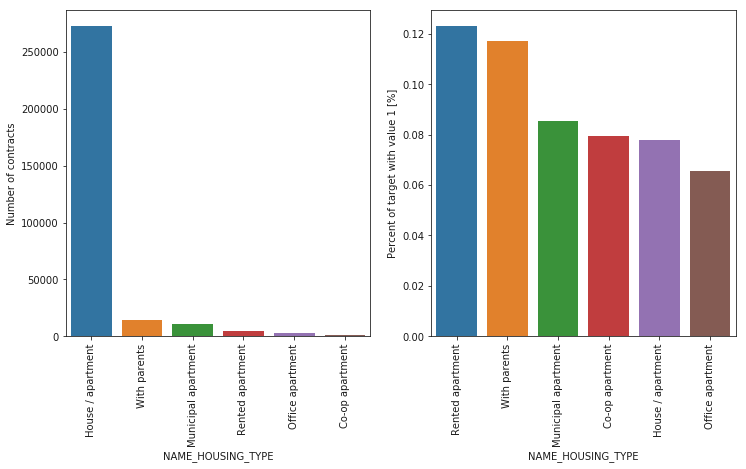 Number of contracts
250000
200000
150000
100000
50000
0
House / apartment
With parents
Municipal apartment
Rented apartment
Office apartment
Co-op apartment
NAME_HOUSING_TYPE
Percent of target with value 1 [%]
0.12
0.10
0.08
0.06
0.04
0.02
0.00
Rented apartment
With parents
Municipal apartment
Co-op apartment
House / apartment
Office apartment
NAME_HOUSING_TYPE